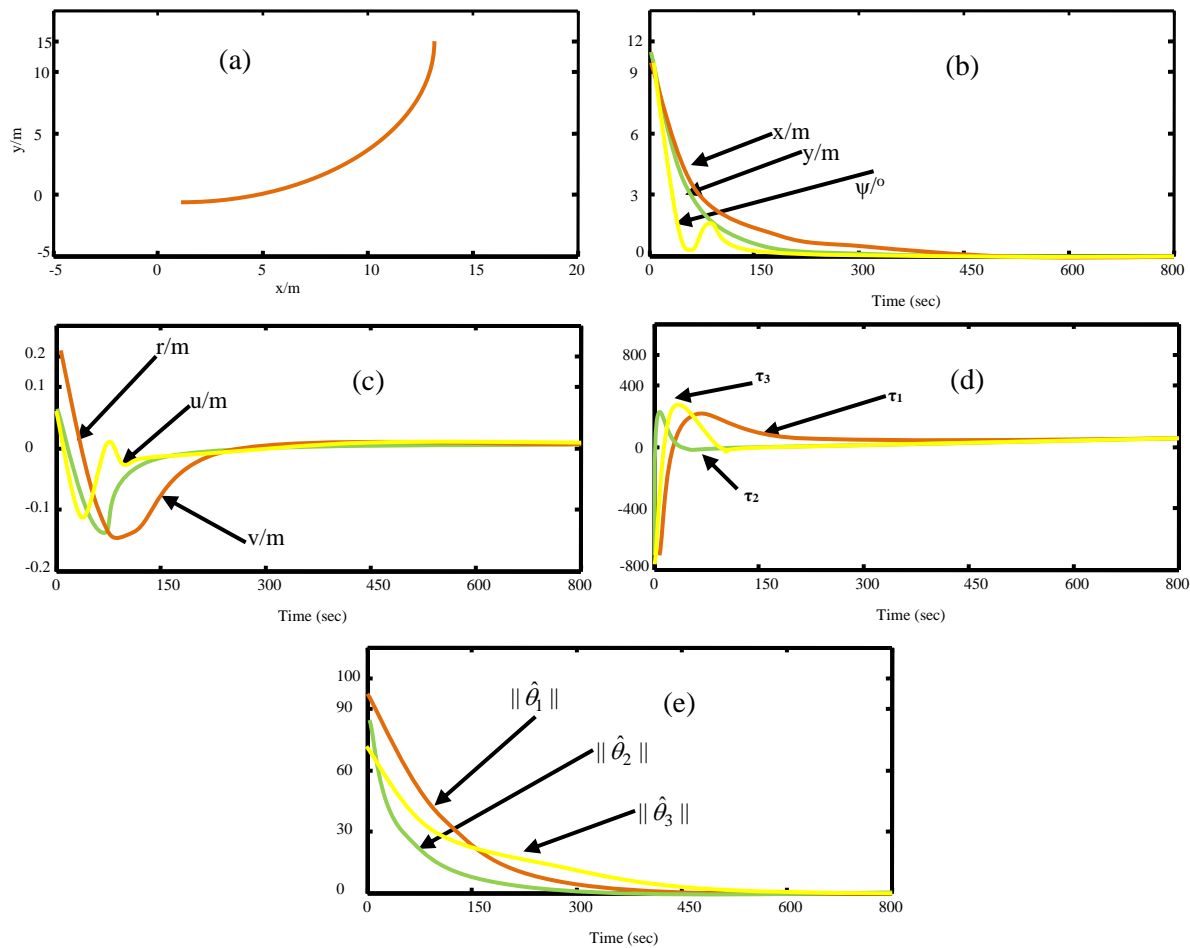 (a)
y/m
15
10
5
0
-5
-5 0 5 10 15 20
x/m
(b)
12
9
6
3
0
x/m
y/m
ψ/º
0 150 300 450 600 800
Time (sec)
(c)
0.2
0.1
0
-0.1
-0.2
r/m
u/m
v/m
0 150 300 450 600 800
Time (sec)
(d)
800
400
0
-400
-800
τ3
τ1
τ2
0 150 300 450 600 800
Time (sec)
(e)
100
90
60
30
0
|| θ̂₁ ||
|| θ̂₂ ||
|| θ̂₃ ||
0 150 300 450 600 800
Time (sec)